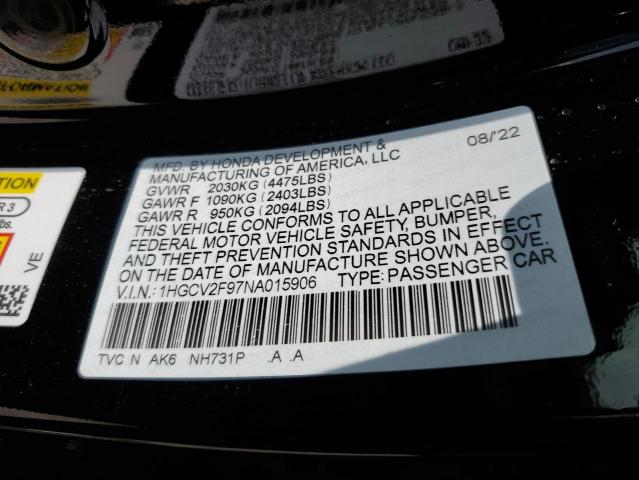 MFD. BY HONDA DEVELOPMENT &
MANUFACTURING OF AMERICA, LLC 08/'22
GVWR 2030KG (4475LBS)
GAWR F 1090KG (2403LBS)
GAWR R 950KG (2094LBS)
THIS VEHICLE CONFORMS TO ALL APPLICABLE
FEDERAL MOTOR VEHICLE SAFETY, BUMPER,
AND THEFT PREVENTION STANDARDS IN EFFECT
ON THE DATE OF MANUFACTURE SHOWN ABOVE.
V.I.N.: 1HGCV2F97NA015906 TYPE: PASSENGER CAR
TVC N AK6 NH731P .A .A
R 3
lbs.
VE